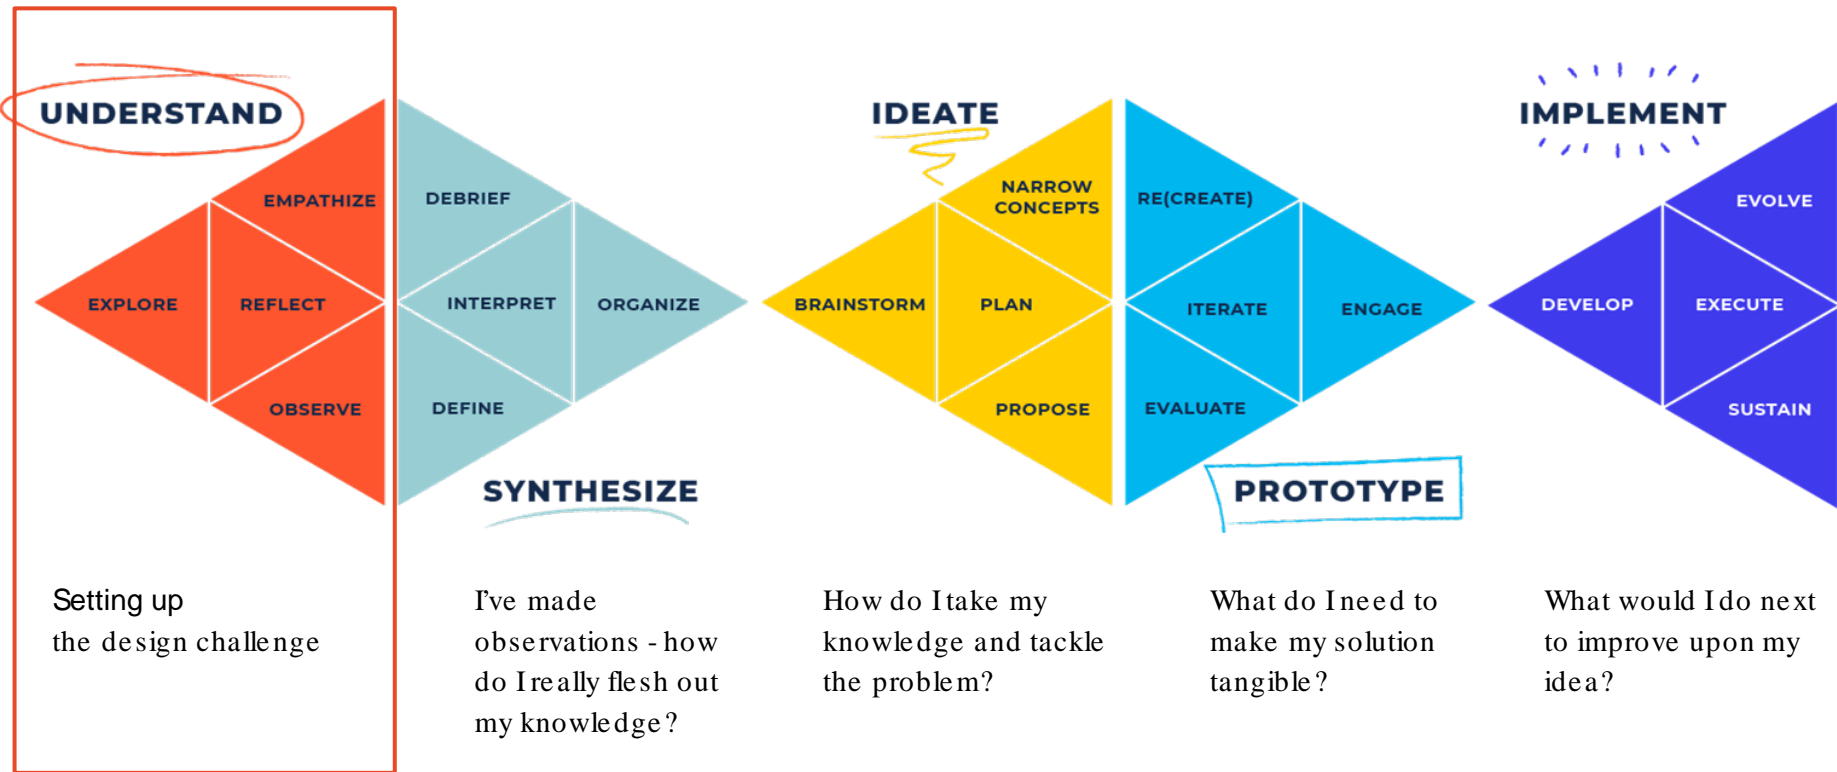 UNDERSTAND
EMPATHIZE
EXPLORE
REFLECT
OBSERVE
Setting up
the design challenge
DEBRIEF
INTERPRET
ORGANIZE
DEFINE
SYNTHESIZE
I've made
observations - how
do I really flesh out
my knowledge?
IDEATE
NARROW
CONCEPTS
BRAINSTORM
PLAN
PROPOSE
How do I take my
knowledge and tackle
the problem?
RE(CREATE)
ITERATE
ENGAGE
EVALUATE
PROTOTYPE
What do I need to
make my solution
tangible?
IMPLEMENT
EVOLVE
DEVELOP
EXECUTE
SUSTAIN
What would I do next
to improve upon my
idea?